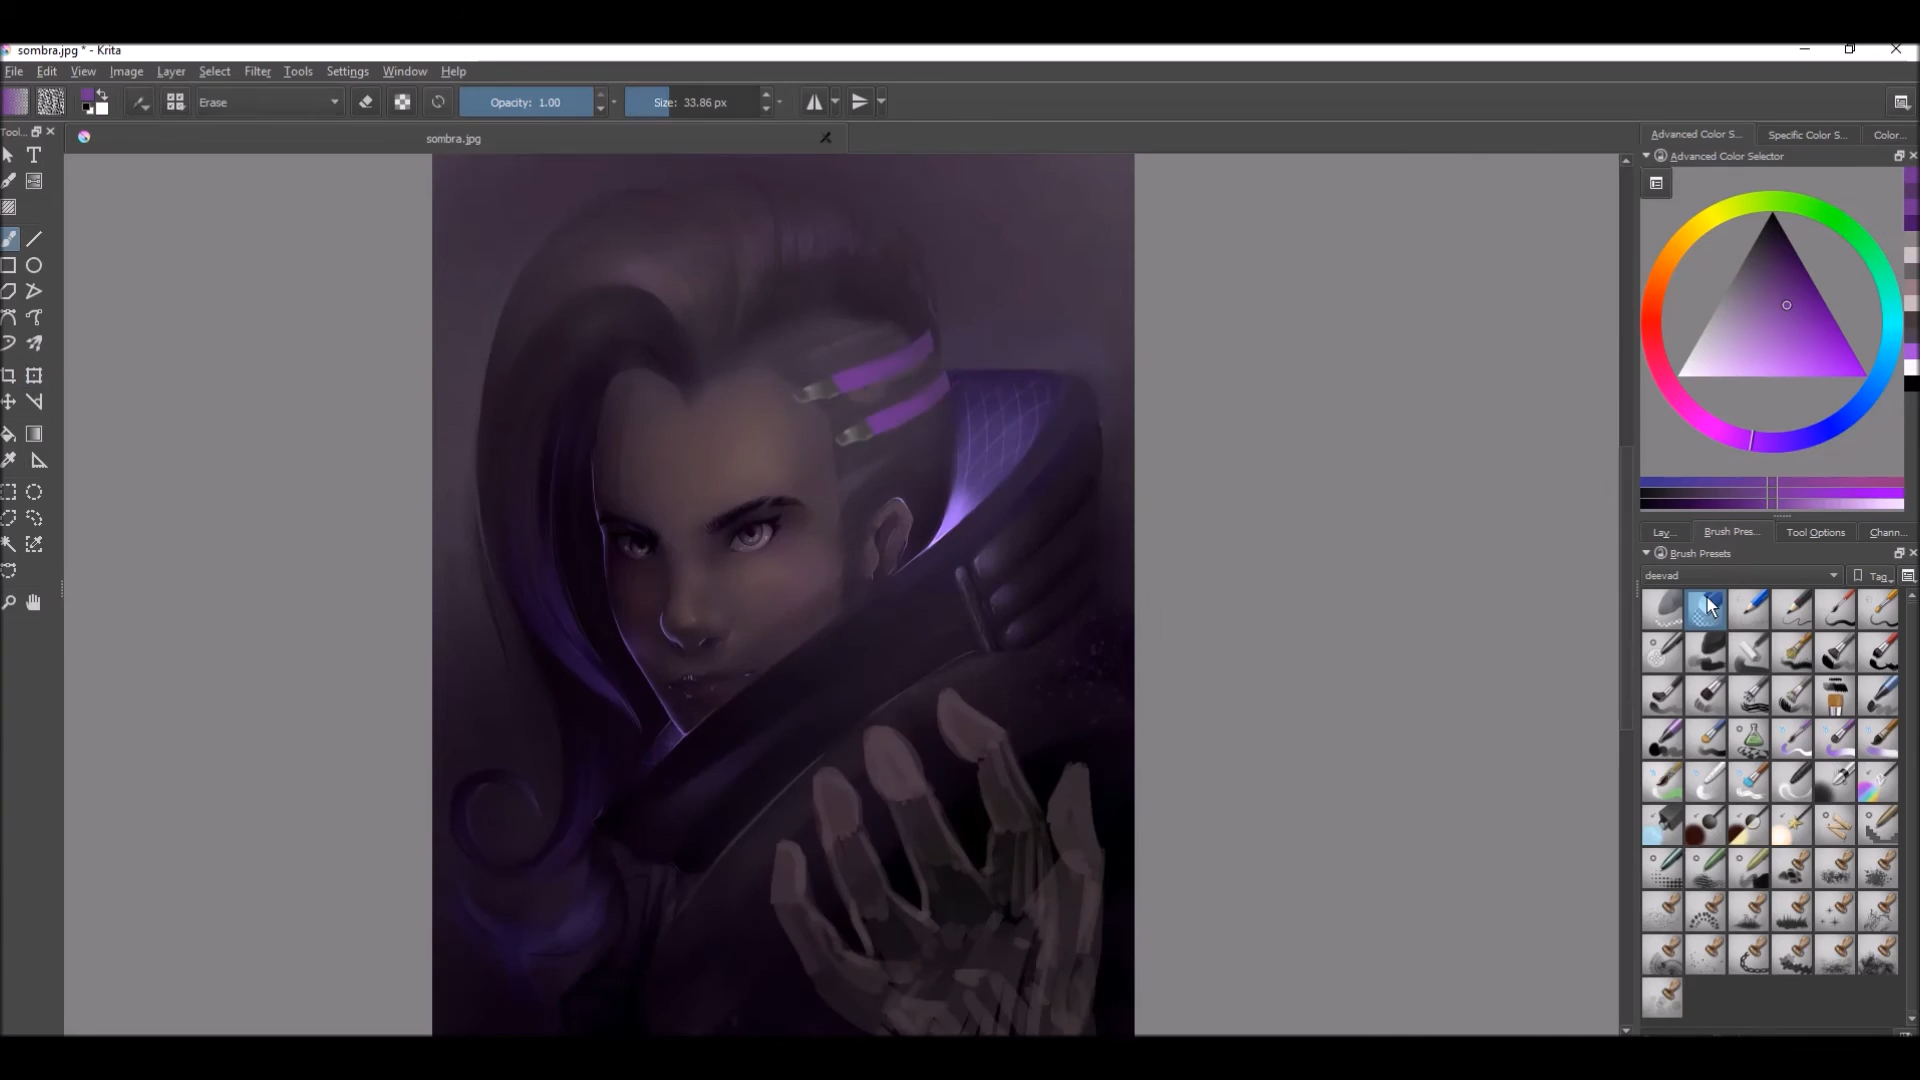 sombra.jpg * - Krita
File Edit View Image Layer Select Filter Tools Settings Window Help
Erase Opacity: 1.00 Size: 33.86 px
Tool...
sombra.jpg
Advanced Color S... Specific Color S... Color...
Advanced Color Selector
Lay... Brush Pres... Tool Options Chann...
Brush Presets
deevad Tag